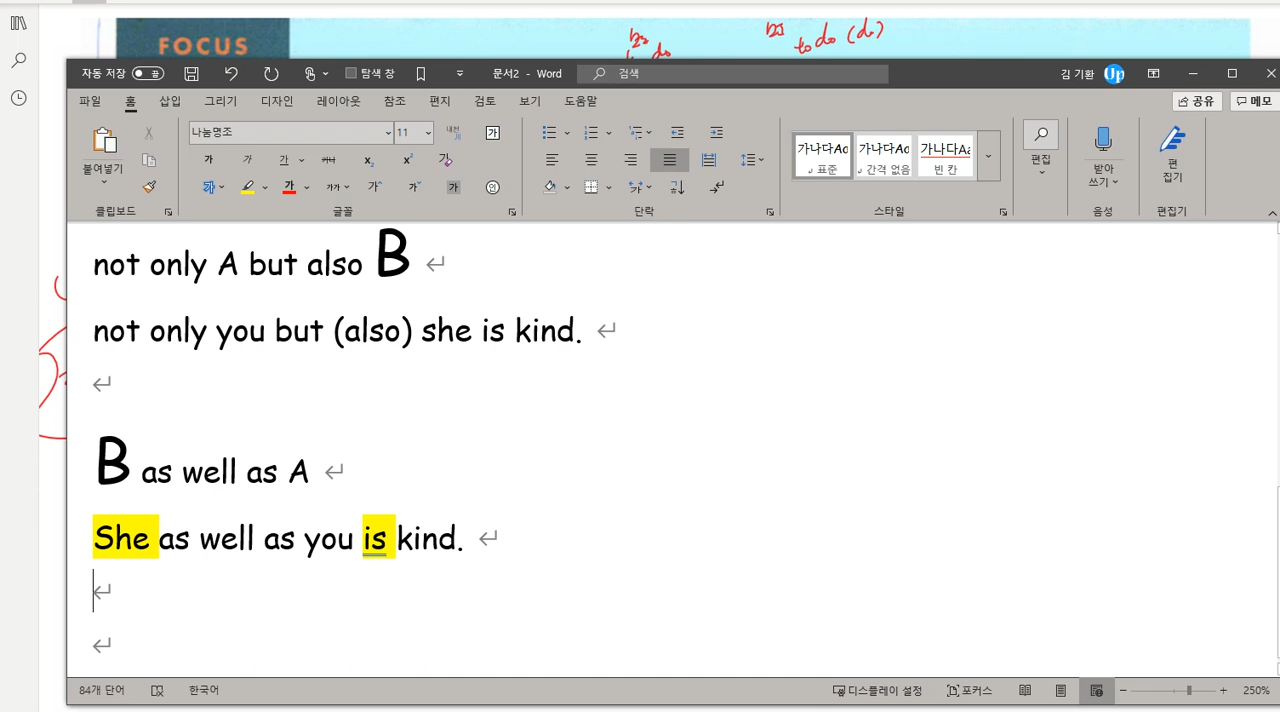 FOCUS
to do (do)
자동 저장 끔
탐색 창
문서2 - Word
검색
김 기환 Up
파일 홈 삽입 그리기 디자인 레이아웃 참조 편지 검토 보기 도움말 공유 메모
나눔명조 11
붙여넣기
가나다Ac 가나다Ac 가나다Aa
표준 간격 없음 빈 칸
편집
받아쓰기
편집기
클립보드 글꼴 단락 스타일 음성 편집기
not only A but also B
not only you but (also) she is kind.
B as well as A
She as well as you is kind.
84개 단어 한국어 디스플레이 설정 포커스 250%